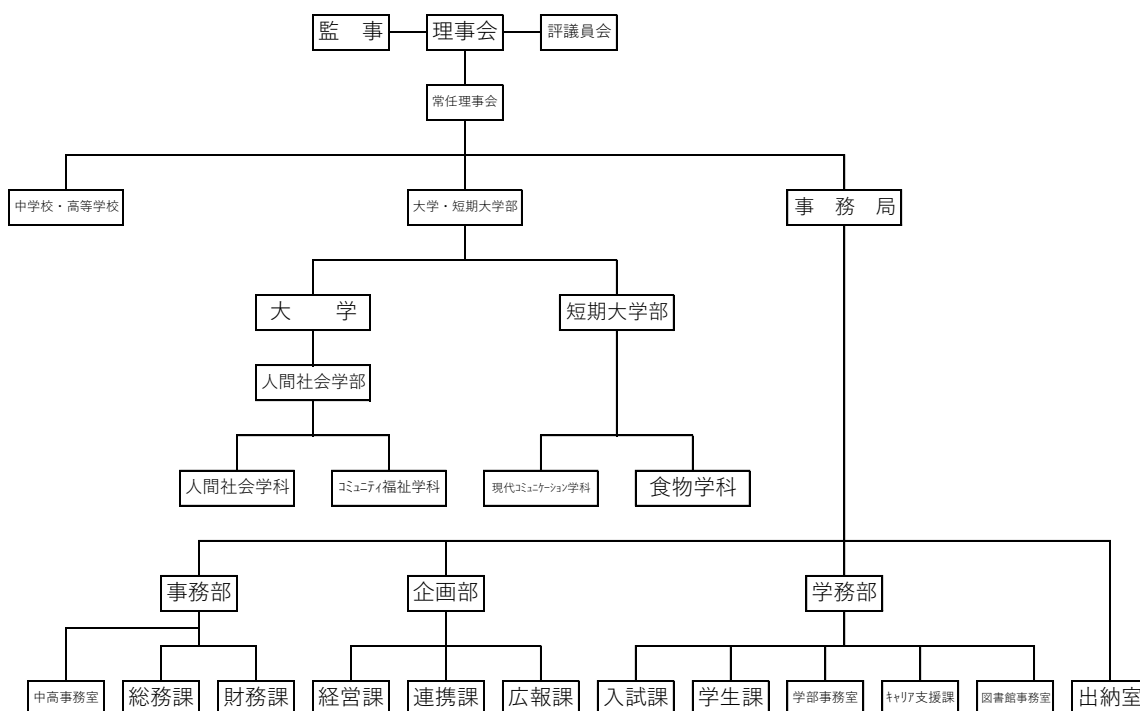 監　事
理事会
評議員会
常任理事会
中学校・高等学校
大学・短期大学部
事　務　局
大　　学
短期大学部
人間社会学部
人間社会学科
ｺﾐｭﾆﾃｨ福祉学科
現代ｺﾐｭﾆｹｰｼｮﾝ学科
食物学科
事務部
企画部
学務部
中高事務室
総務課
財務課
経営課
連携課
広報課
入試課
学生課
学部事務室
ｷｬﾘｱ支援課
図書館事務室
出納室